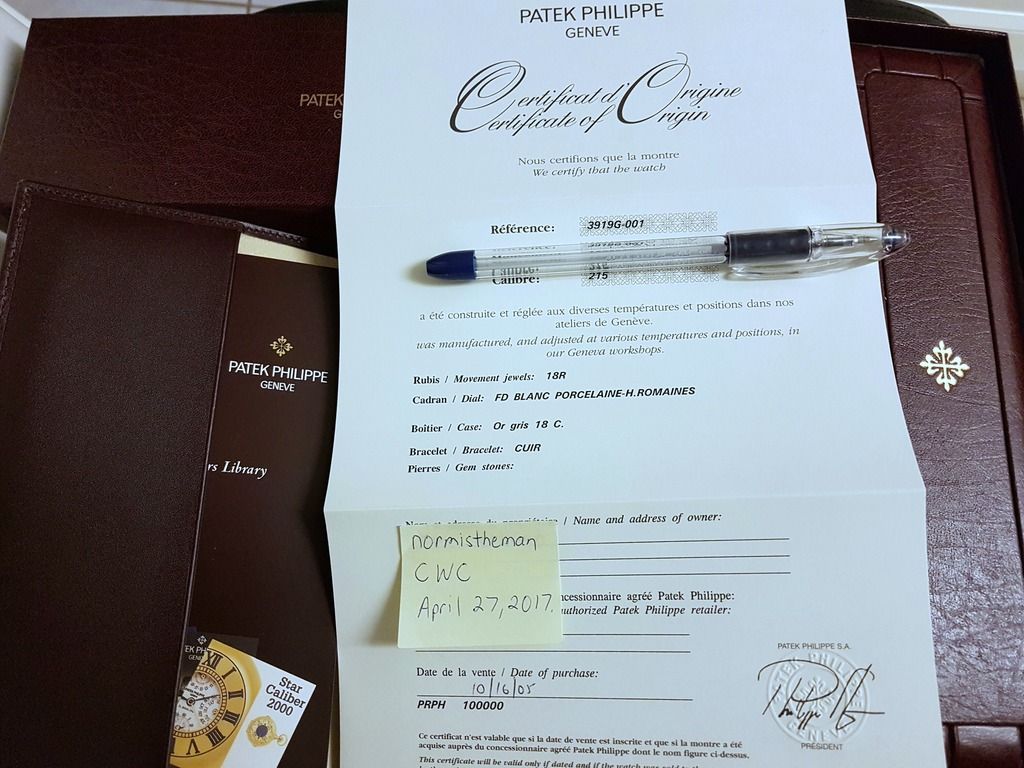 PATEK PHILIPPE
GENEVE
Certificat d'Origine
Certificate of Origin
Nous certifions que la montre
We certify that the watch
Référence: 3919G-001
Calibre: 215
a été construite et réglée aux diverses températures et positions dans nos
ateliers de Genève.
was manufactured, and adjusted at various temperatures and positions, in
our Geneva workshops.
Rubis / Movement jewels: 18R
Cadran / Dial: FD BLANC PORCELAINE-H.ROMAINES
Boîtier / Case: Or gris 18 C.
Bracelet / Bracelet: CUIR
Pierres / Gem stones:
/ Name and address of owner:
normistheman
CWC
April 27, 2017.
ncessionnaire agréé Patek Philippe:
authorized Patek Philippe retailer:
Date de la vente / Date of purchase:
10/16/05
PRPH 100000
PATEK PHILIPPE S.A.
PRÉSIDENT
Ce certificat n'est valable que si la date de vente est inscrite et que si la montre a été
acquise auprès du concessionnaire agréé Patek Philippe dont le nom figure ci-dessus.
This certificate will be valid only if dated and if the watch was sold
PATEK
G
PATEK PHILIPPE
GENEVE
rs Library
EK PH
GENEV
Star
Caliber
2000